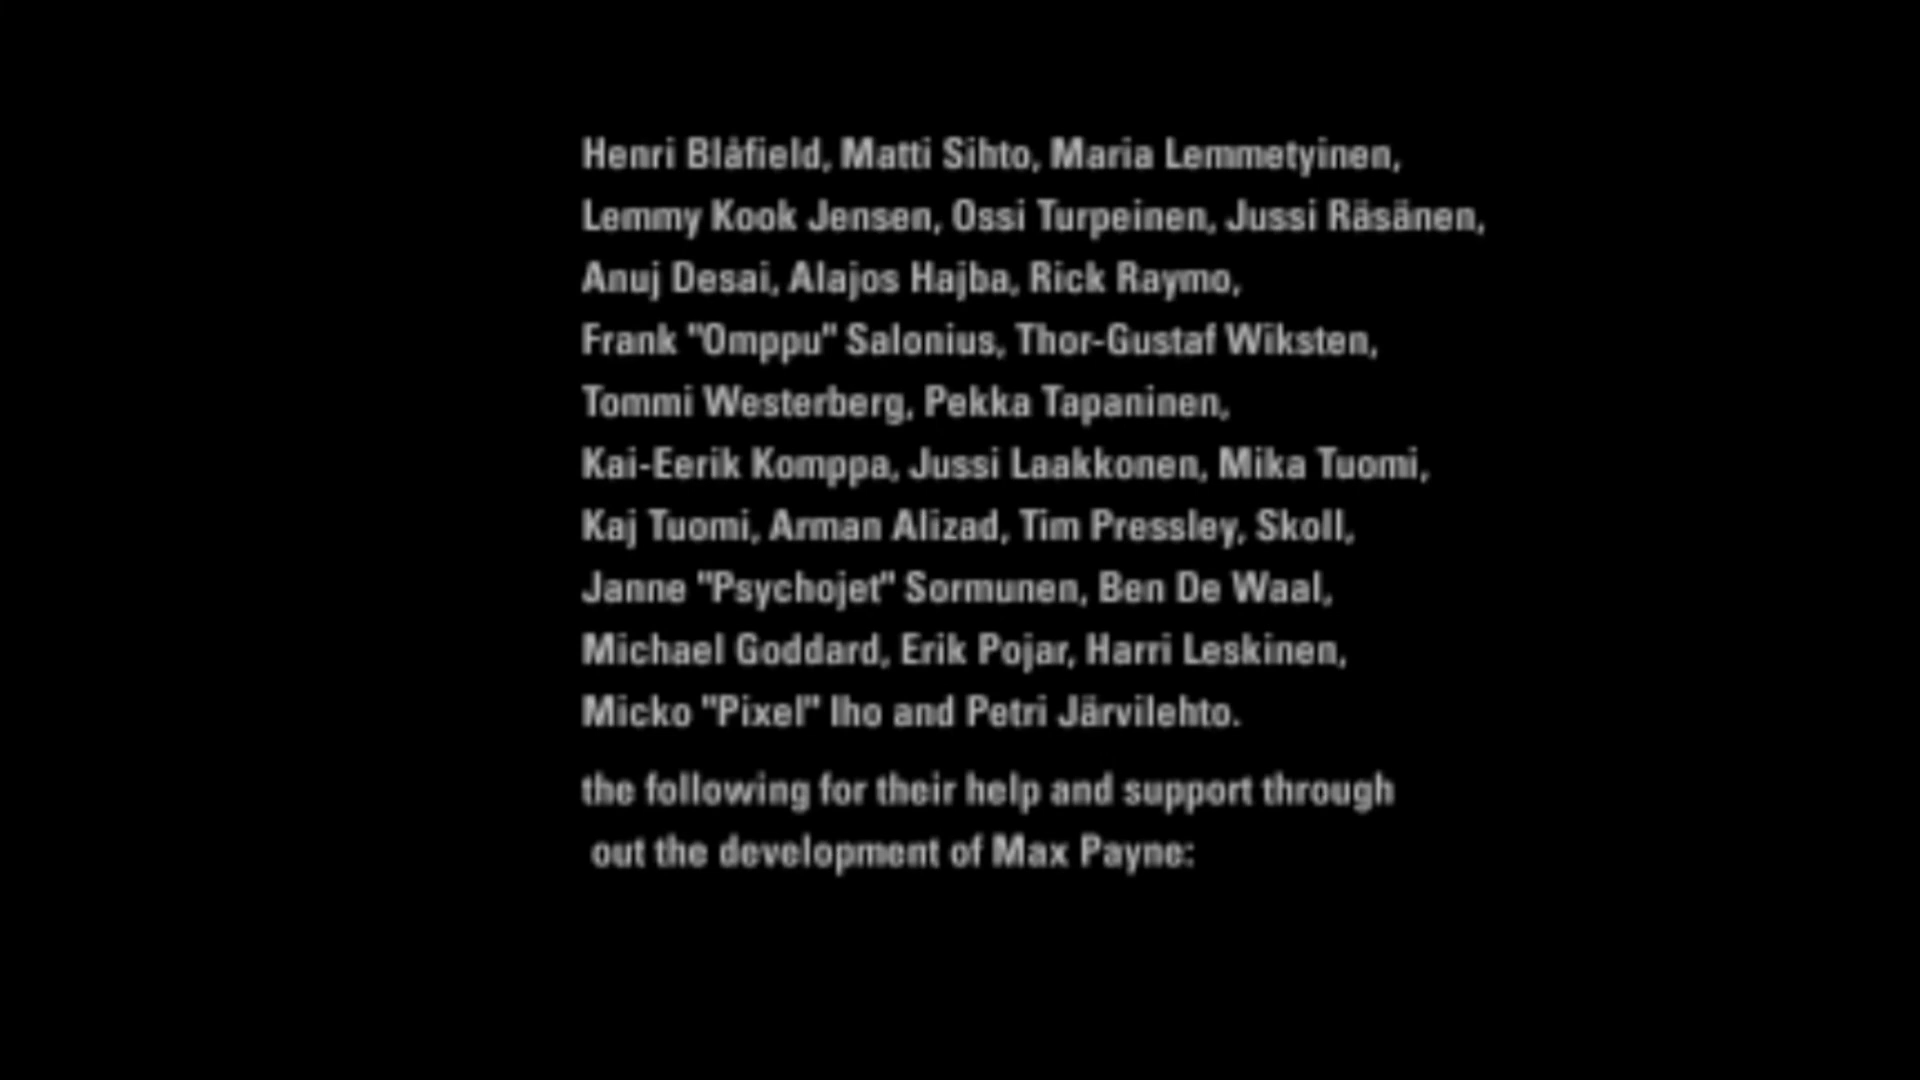 Henri Blåfield, Matti Sihto, Maria Lemmetyinen,
Lemmy Kook Jensen, Ossi Turpeinen, Jussi Räsänen,
Anuj Desai, Alajos Hajba, Rick Raymo,
Frank "Omppu" Salonius, Thor-Gustaf Wiksten,
Tommi Westerberg, Pekka Tapaninen,
Kai-Eerik Komppa, Jussi Laakkonen, Mika Tuomi,
Kaj Tuomi, Arman Alizad, Tim Pressley, Skoll,
Janne "Psychojet" Sormunen, Ben De Waal,
Michael Goddard, Erik Pojar, Harri Leskinen,
Micko "Pixel" Iho and Petri Järvilehto.
the following for their help and support through
out the development of Max Payne: